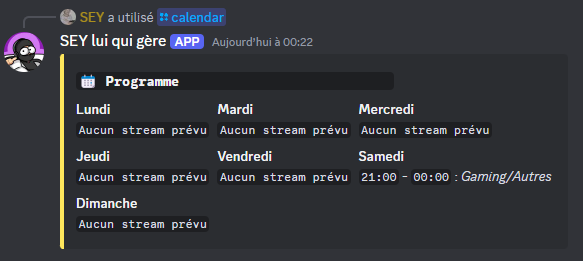 SEY a utilisé calendar
SEY lui qui gère APP Aujourd'hui à 00:22
Programme
Lundi Mardi Mercredi
Aucun stream prévu Aucun stream prévu Aucun stream prévu
Jeudi Vendredi Samedi
Aucun stream prévu Aucun stream prévu 21:00 - 00:00 : Gaming/Autres
Dimanche
Aucun stream prévu